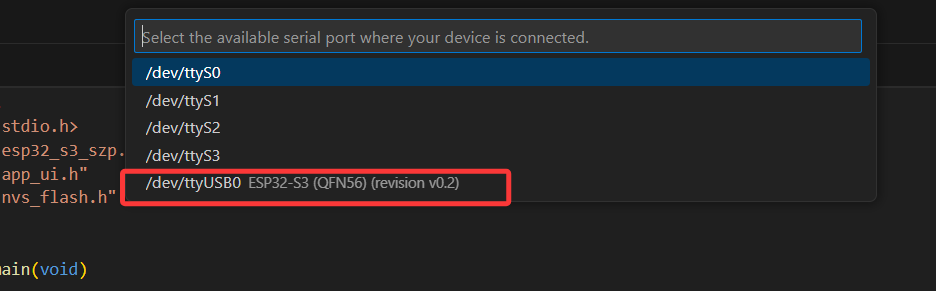 Select the available serial port where your device is connected.
/dev/ttyS0
/dev/ttyS1
stdio.h>
/dev/ttyS2
esp32_s3_szp.
/dev/ttyS3
app_ui.h"
/dev/ttyUSB0 ESP32-S3 (QFN56) (revision v0.2)
nvs_flash.h"
main(void)